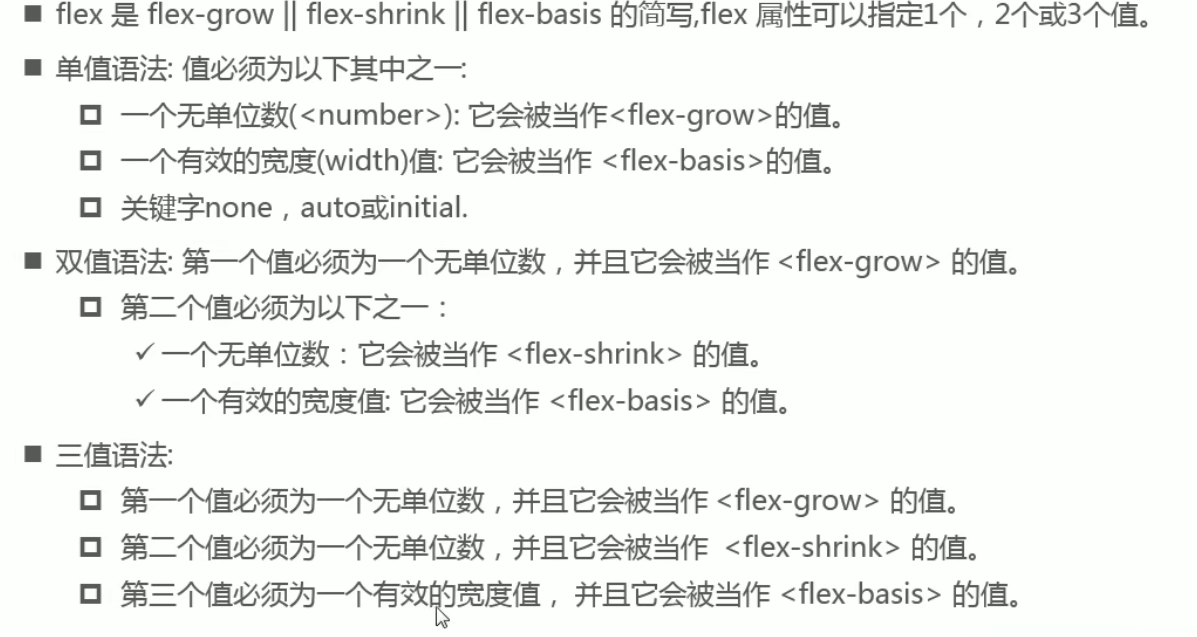 ■ flex 是 flex-grow || flex-shrink || flex-basis 的简写,flex 属性可以指定1个，2个或3个值。
■ 单值语法: 值必须为以下其中之一:
一个无单位数(<number>): 它会被当作<flex-grow>的值。
一个有效的宽度(width)值: 它会被当作 <flex-basis>的值。
关键字none，auto或initial.
■ 双值语法: 第一个值必须为一个无单位数，并且它会被当作 <flex-grow> 的值。
第二个值必须为以下之一：
✓ 一个无单位数：它会被当作 <flex-shrink> 的值。
✓ 一个有效的宽度值: 它会被当作 <flex-basis> 的值。
■ 三值语法:
第一个值必须为一个无单位数，并且它会被当作 <flex-grow> 的值。
第二个值必须为一个无单位数，并且它会被当作 <flex-shrink> 的值。
第三个值必须为一个有效的宽度值， 并且它会被当作 <flex-basis> 的值。